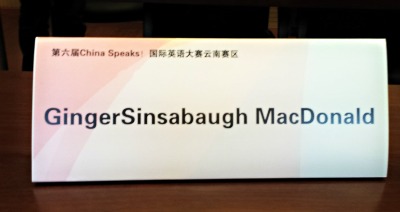 第六届China Speaks！国际英语大赛云南赛区
GingerSinsabaugh MacDonald